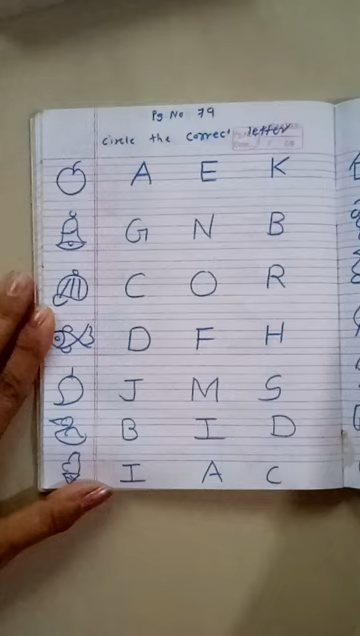 Pg No 79
Circle the correct letter
A E K
G N B
C O R
D F H
J M S
B I D
I A C